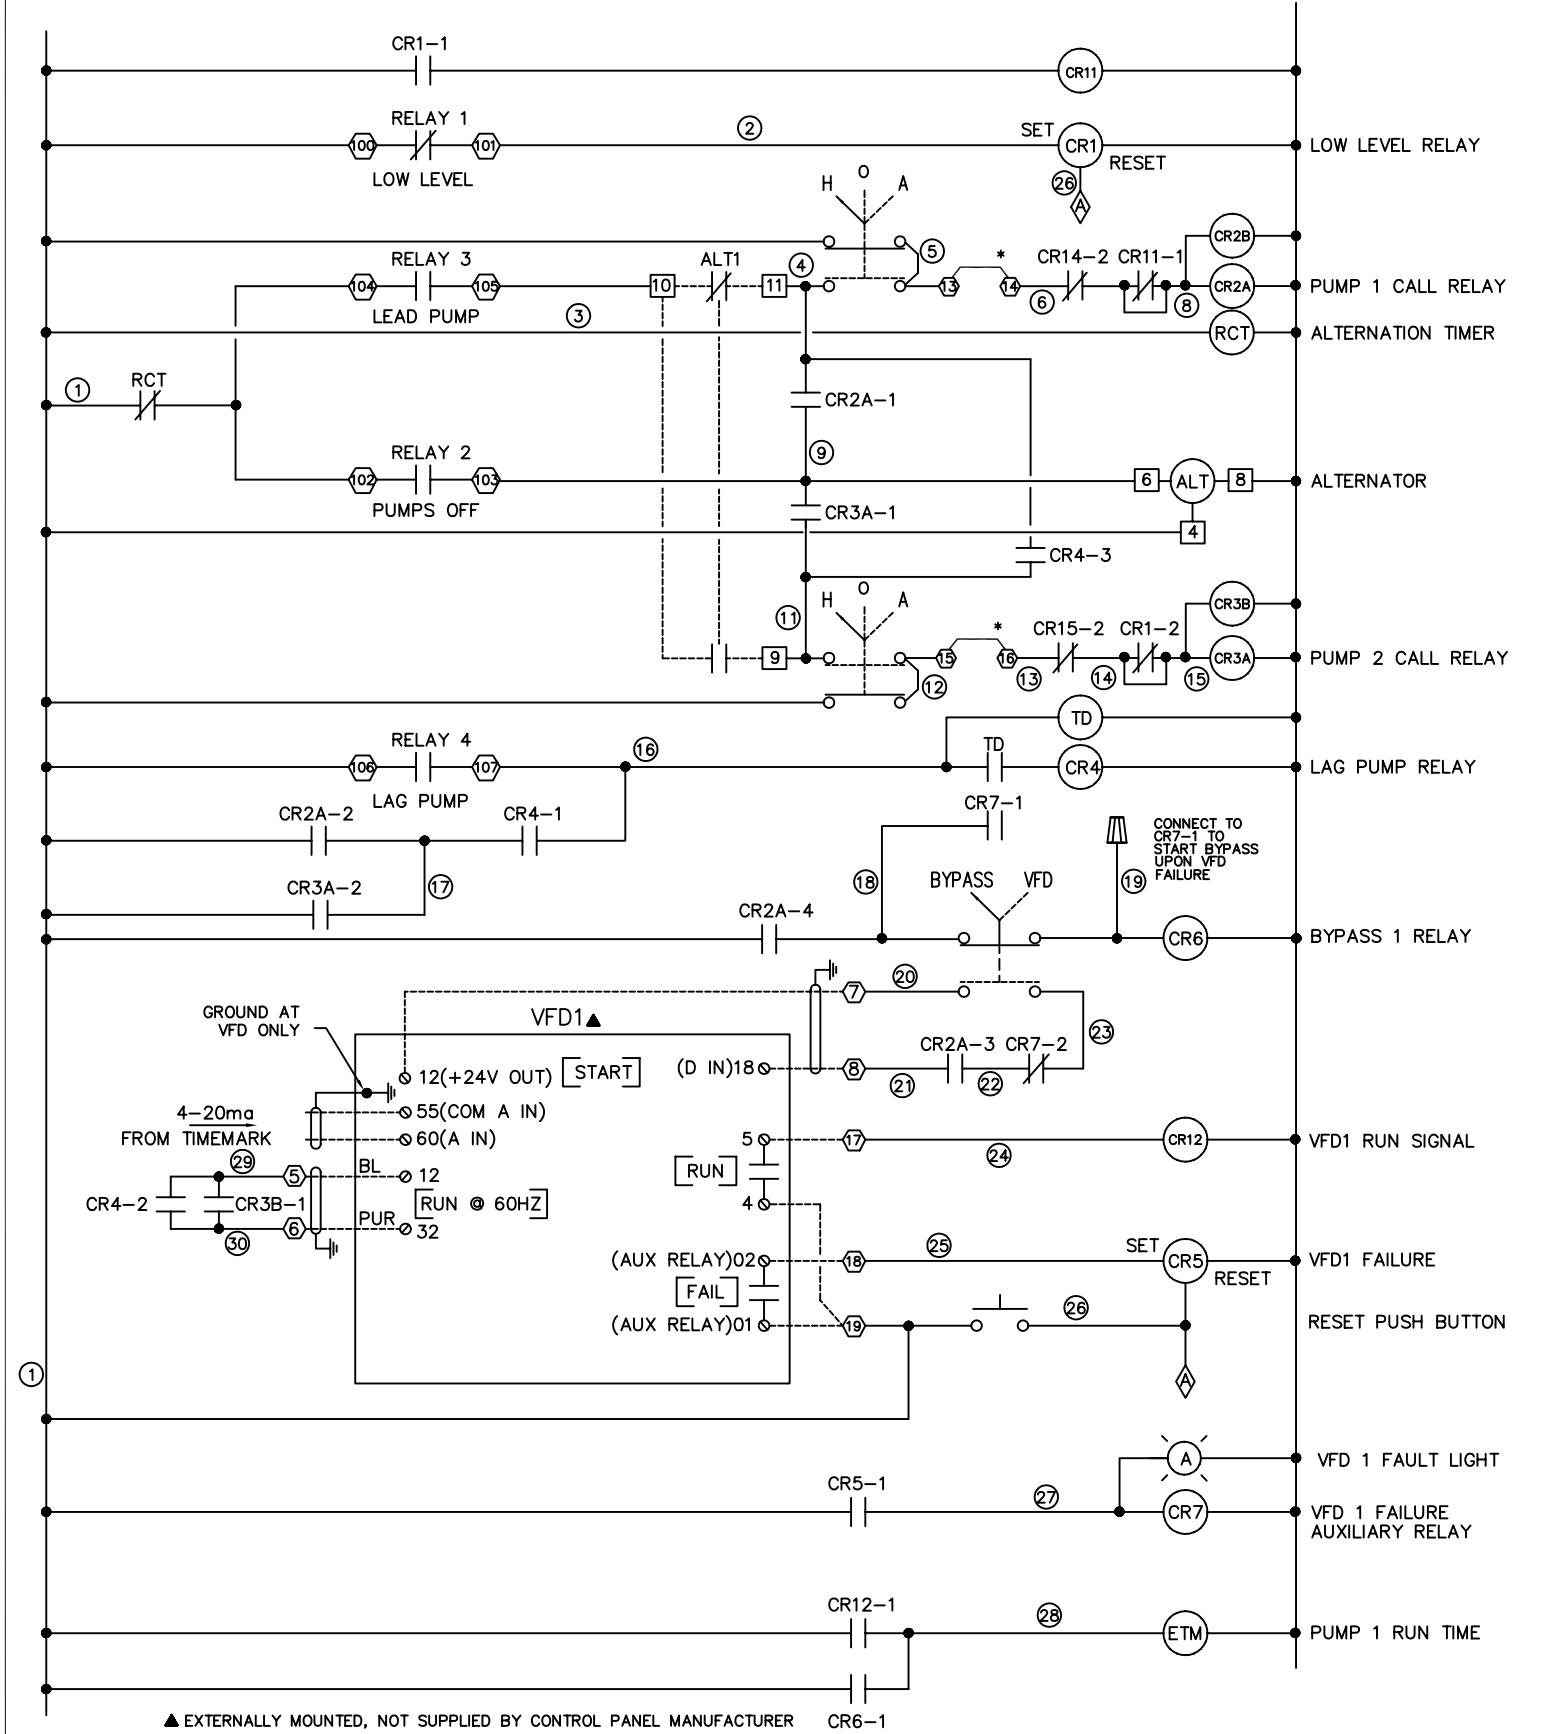 CR1-1
CR11
RELAY 1
2
SET
100
101
CR1
LOW LEVEL RELAY
LOW LEVEL
RESET
26
A
H O A
CR2B
5
*
RELAY 3
ALT1
4
CR14-2 CR11-1
104
105
10
11
13
14
CR2A
PUMP 1 CALL RELAY
LEAD PUMP
3
6
8
RCT
ALTERNATION TIMER
1
RCT
CR2A-1
9
RELAY 2
102
103
6
ALT
8
ALTERNATOR
PUMPS OFF
CR3A-1
4
CR4-3
H O A
CR3B
11
*
CR15-2 CR1-2
9
15
16
CR3A
PUMP 2 CALL RELAY
12
13
14
15
TD
RELAY 4
16
TD
106
107
CR4
LAG PUMP RELAY
LAG PUMP
CR7-1
CR2A-2
CR4-1
CONNECT TO
CR7-1 TO
START BYPASS
UPON VFD
FAILURE
CR3A-2
17
18
BYPASS VFD
19
CR2A-4
CR6
BYPASS 1 RELAY
20
7
GROUND AT
VFD ONLY
VFD1▲
23
CR2A-3 CR7-2
12(+24V OUT)
[START]
(D IN)18
8
21
22
4-20ma
FROM TIMEMARK
55(COM A IN)
60(A IN)
5
17
CR12
VFD1 RUN SIGNAL
24
29
5
BL
12
[RUN]
CR4-2
CR3B-1
[RUN @ 60HZ]
4
30
6
PUR
32
25
SET
(AUX RELAY)02
18
CR5
VFD1 FAILURE
RESET
[FAIL]
26
(AUX RELAY)01
19
RESET PUSH BUTTON
1
A
A
VFD 1 FAULT LIGHT
CR5-1
27
CR7
VFD 1 FAILURE
AUXILIARY RELAY
CR12-1
28
ETM
PUMP 1 RUN TIME
▲ EXTERNALLY MOUNTED, NOT SUPPLIED BY CONTROL PANEL MANUFACTURER
CR6-1